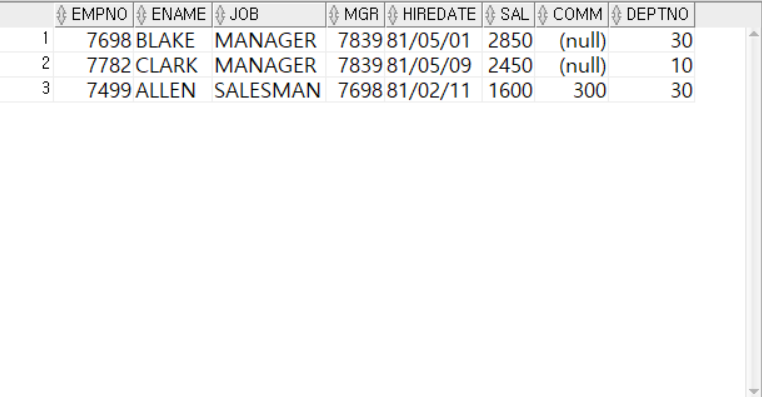 EMPNO ENAME JOB MGR HIREDATE SAL COMM DEPTNO
1 7698 BLAKE MANAGER 7839 81/05/01 2850 (null) 30
2 7782 CLARK MANAGER 7839 81/05/09 2450 (null) 10
3 7499 ALLEN SALESMAN 7698 81/02/11 1600 300 30